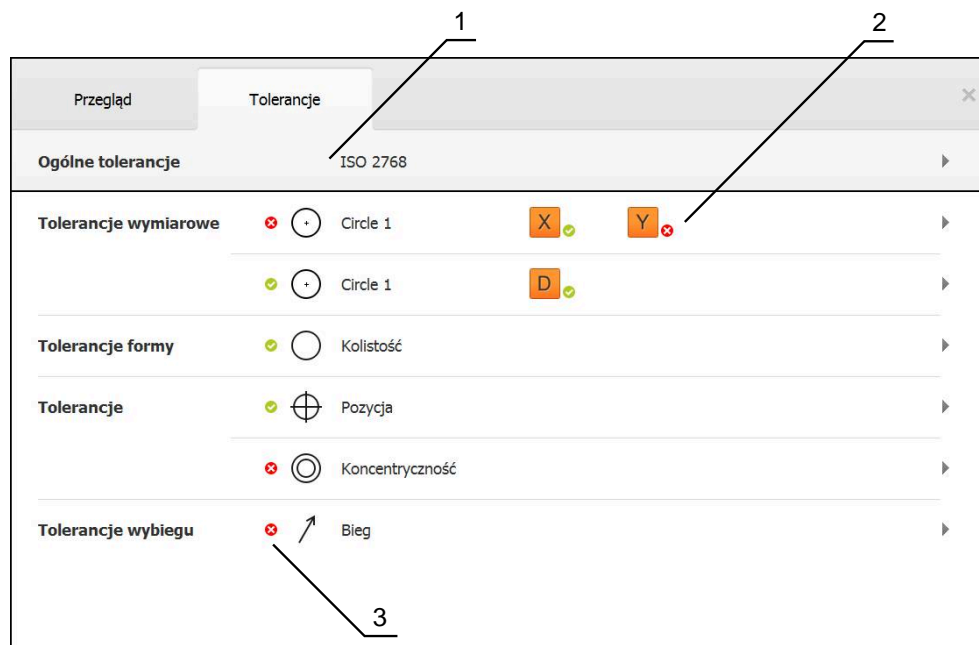 1
2
Przegląd
Tolerancje
Ogólne tolerancje ISO 2768
Tolerancje wymiarowe Circle 1 X Y
Circle 1 D
Tolerancje formy Kolistość
Tolerancje Pozycja
Koncentryczność
Tolerancje wybiegu Bieg
3